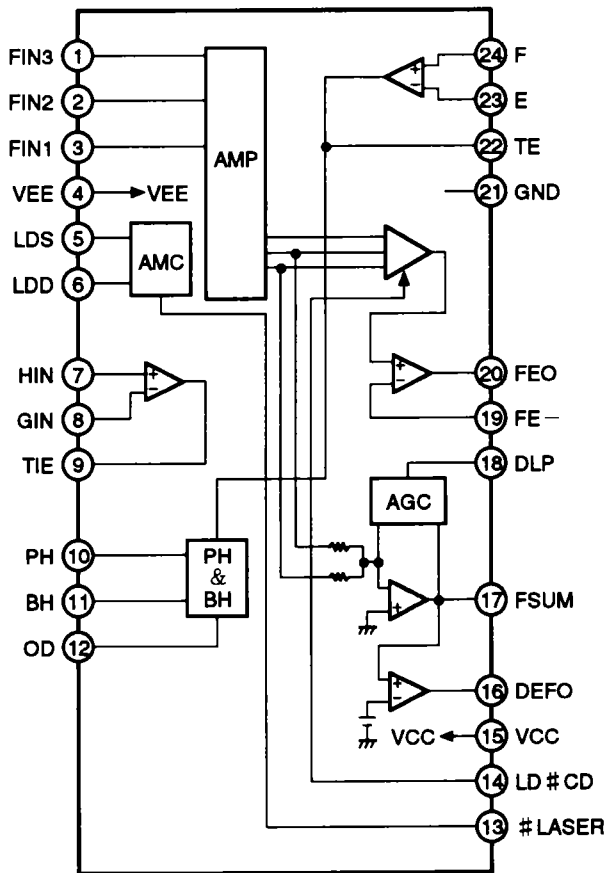 FIN3 1
FIN2 2
FIN1 3
VEE 4 VEE
LDS 5
LDD 6
HIN 7
GIN 8
TIE 9
PH 10
BH 11
OD 12
AMP
AMC
+
−
PH
&
BH
+
−
+
−
AGC
+
+
−
24 F
23 E
22 TE
21 GND
20 FEO
19 FE−
18 DLP
17 FSUM
16 DEFO
VCC 15 VCC
14 LD#CD
13 #LASER